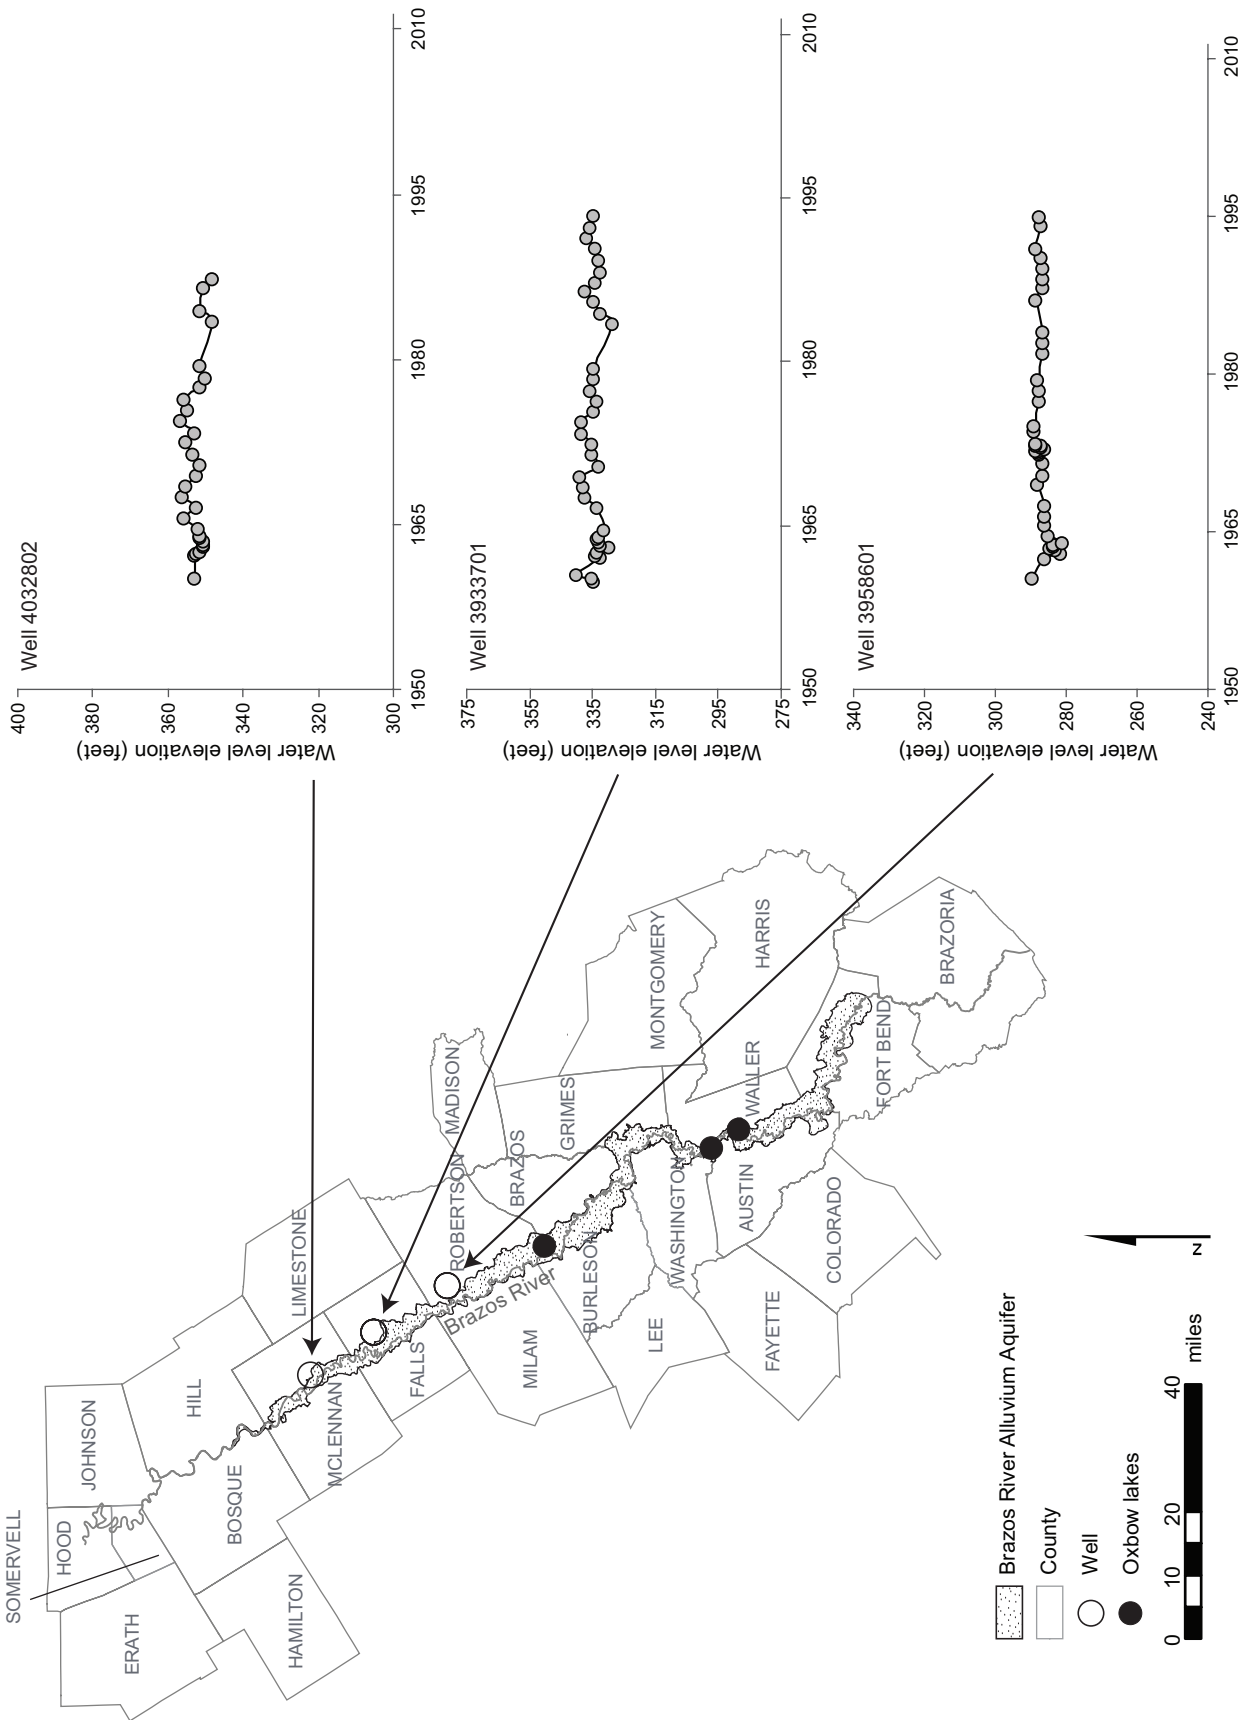 SOMERVELL
HOOD
JOHNSON
ERATH
HILL
BOSQUE
HAMILTON
LIMESTONE
MCLENNAN
FALLS
ROBERTSON
MADISON
Brazos River
MILAM
BRAZOS
GRIMES
BURLESON
LEE
WASHINGTON
MONTGOMERY
WALLER
AUSTIN
HARRIS
FAYETTE
COLORADO
FORT BEND
BRAZORIA
Brazos River Alluvium Aquifer
County
Well
Oxbow lakes
0 10 20 40
miles
N
Well 4032802
Water level elevation (feet)
400
380
360
340
320
300
1950 1965 1980 1995 2010
Well 3933701
Water level elevation (feet)
375
355
335
315
295
275
1950 1965 1980 1995 2010
Well 3958601
Water level elevation (feet)
340
320
300
280
260
240
1950 1965 1980 1995 2010